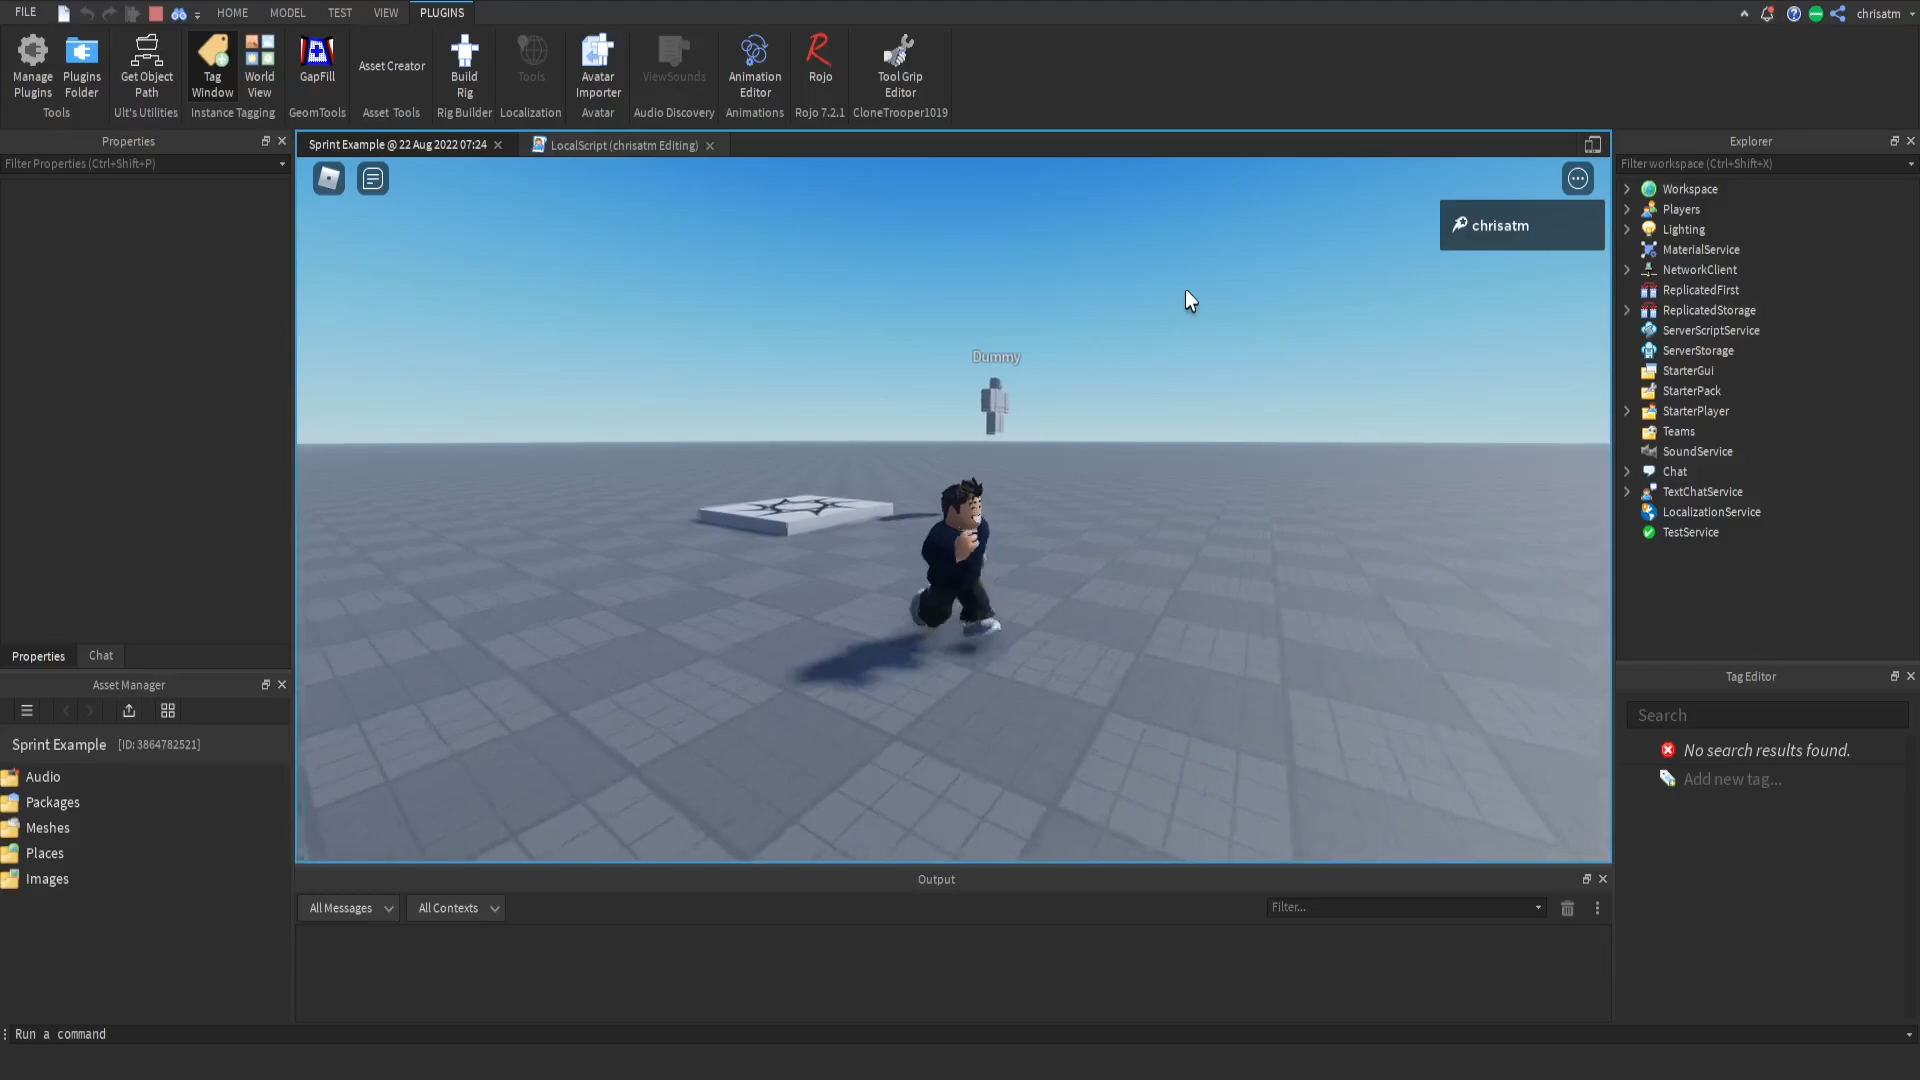 FILE
HOME
MODEL
TEST
VIEW
PLUGINS
chrisatm
Manage Plugins
Plugins Folder
Get Object Path
Tag Window
World View
GapFill
Asset Creator
Build Rig
Tools
Avatar Importer
ViewSounds
Animation Editor
Rojo
Tool Grip Editor
Tools
Ult's Utilities
Instance Tagging
GeomTools
Asset Tools
Rig Builder
Localization
Avatar
Audio Discovery
Animations
Rojo 7.2.1
CloneTrooper1019
Properties
Filter Properties (Ctrl+Shift+P)
Properties
Chat
Asset Manager
Sprint Example [ID: 3864782521]
Audio
Packages
Meshes
Places
Images
Sprint Example @ 22 Aug 2022 07:24
LocalScript (chrisatm Editing)
chrisatm
Dummy
Output
All Messages
All Contexts
Filter...
Explorer
Filter workspace (Ctrl+Shift+X)
Workspace
Players
Lighting
MaterialService
NetworkClient
ReplicatedFirst
ReplicatedStorage
ServerScriptService
ServerStorage
StarterGui
StarterPack
StarterPlayer
Teams
SoundService
Chat
TextChatService
LocalizationService
TestService
Tag Editor
Search
No search results found.
Add new tag...
Run a command